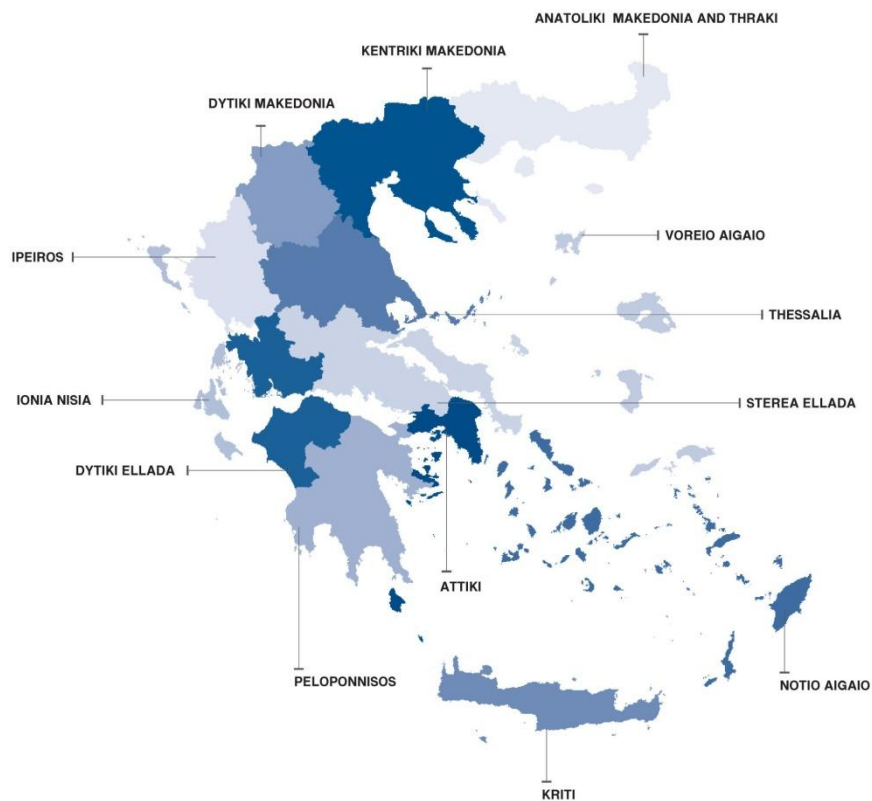 ANATOLIKI MAKEDONIA AND THRAKI
KENTRIKI MAKEDONIA
DYTIKI MAKEDONIA
VOREIO AIGAIO
IPEIROS
THESSALIA
IONIA NISIA
STEREA ELLADA
DYTIKI ELLADA
ATTIKI
PELOPONNISOS
NOTIO AIGAIO
KRITI